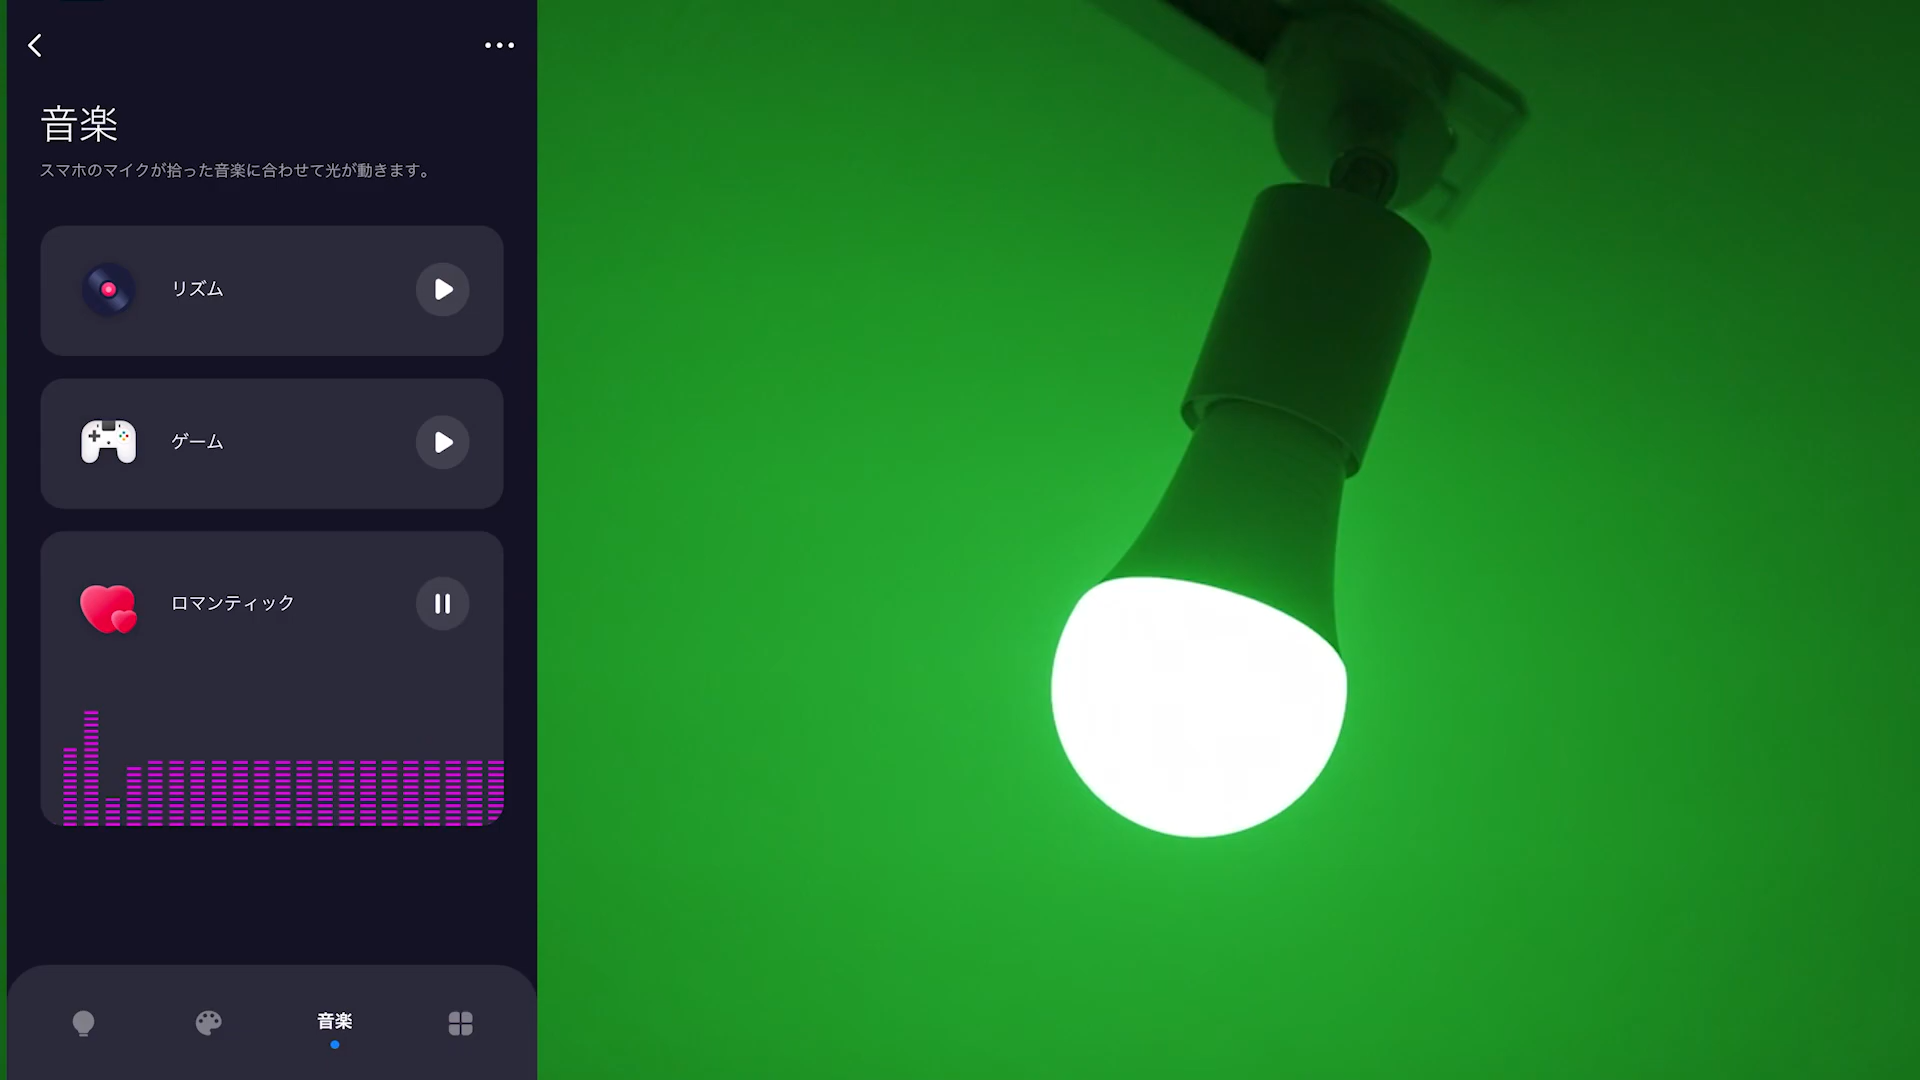 音楽
スマホのマイクが拾った音楽に合わせて光が動きます。
リズム
ゲーム
ロマンティック
音楽